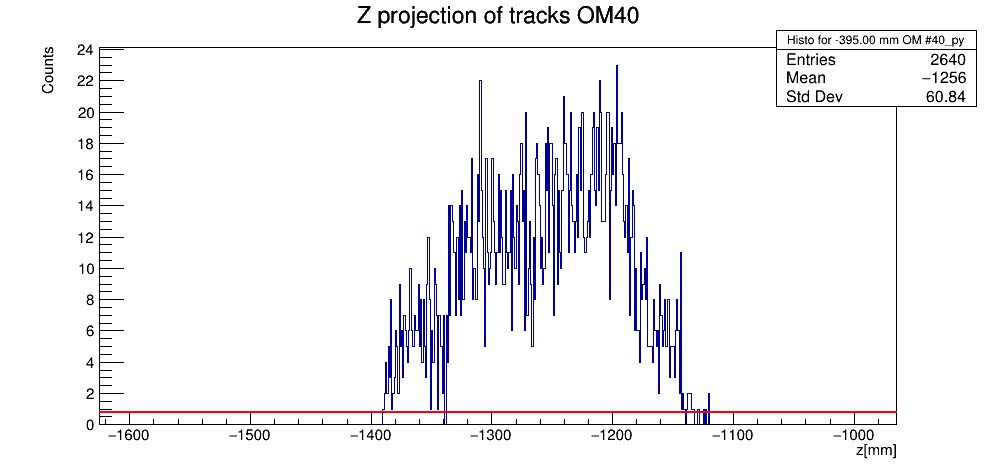 Z projection of tracks OM40
Histo for -395.00 mm OM #40_py
Entries 2640
Mean −1256
Std Dev 60.84
Counts
24
22
20
18
16
14
12
10
8
6
4
2
0
−1600 −1500 −1400 −1300 −1200 −1100 −1000
z[mm]